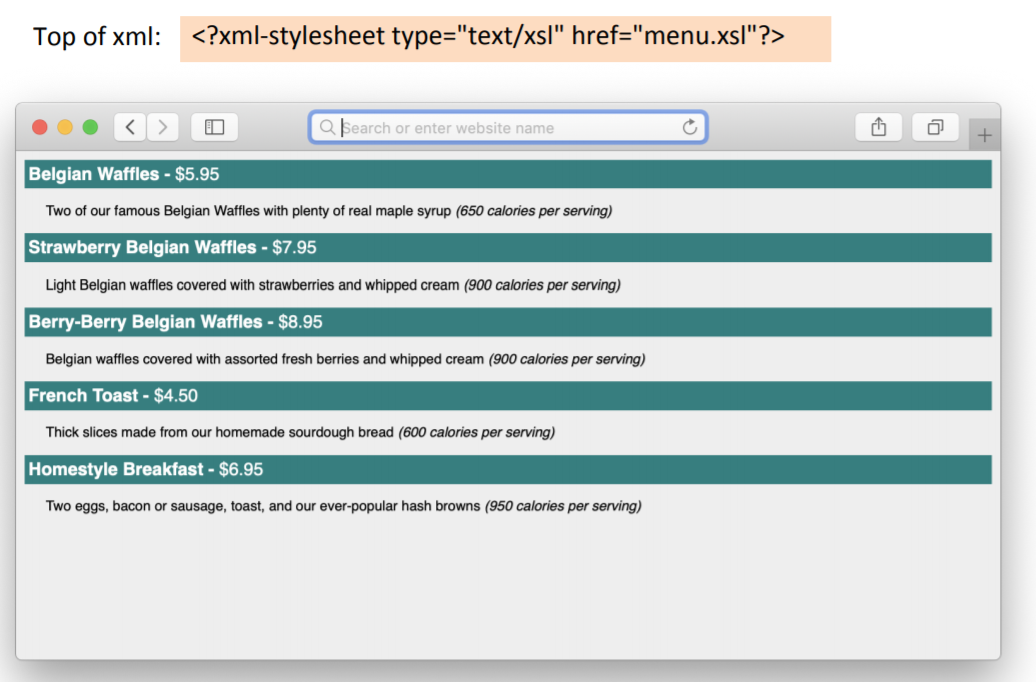 Top of xml: <?xml-stylesheet type="text/xsl" href="menu.xsl"?>
Search or enter website name
Belgian Waffles - $5.95
Two of our famous Belgian Waffles with plenty of real maple syrup (650 calories per serving)
Strawberry Belgian Waffles - $7.95
Light Belgian waffles covered with strawberries and whipped cream (900 calories per serving)
Berry-Berry Belgian Waffles - $8.95
Belgian waffles covered with assorted fresh berries and whipped cream (900 calories per serving)
French Toast - $4.50
Thick slices made from our homemade sourdough bread (600 calories per serving)
Homestyle Breakfast - $6.95
Two eggs, bacon or sausage, toast, and our ever-popular hash browns (950 calories per serving)